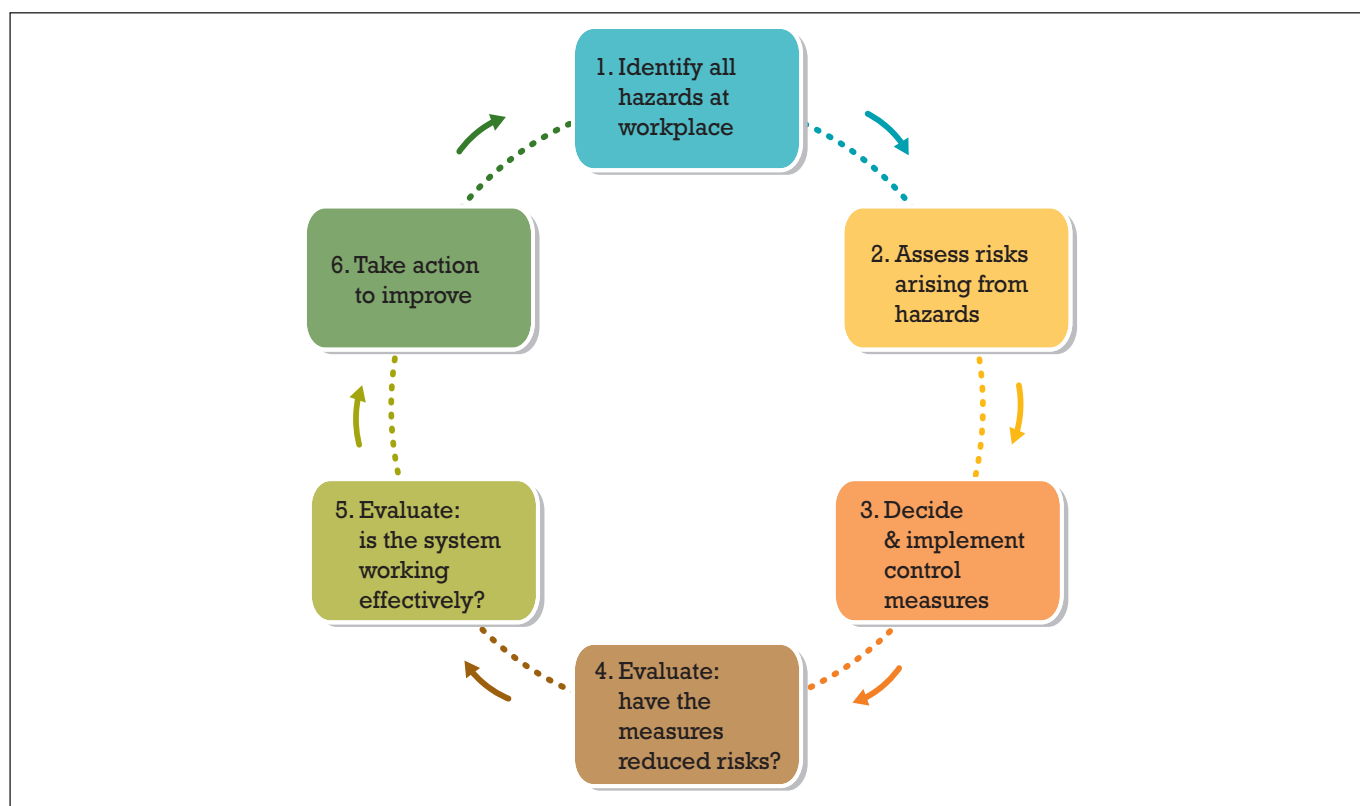 1. Identify all
hazards at
workplace
2. Assess risks
arising from
hazards
3. Decide
& implement
control
measures
4. Evaluate:
have the
measures
reduced risks?
5. Evaluate:
is the system
working
effectively?
6. Take action
to improve